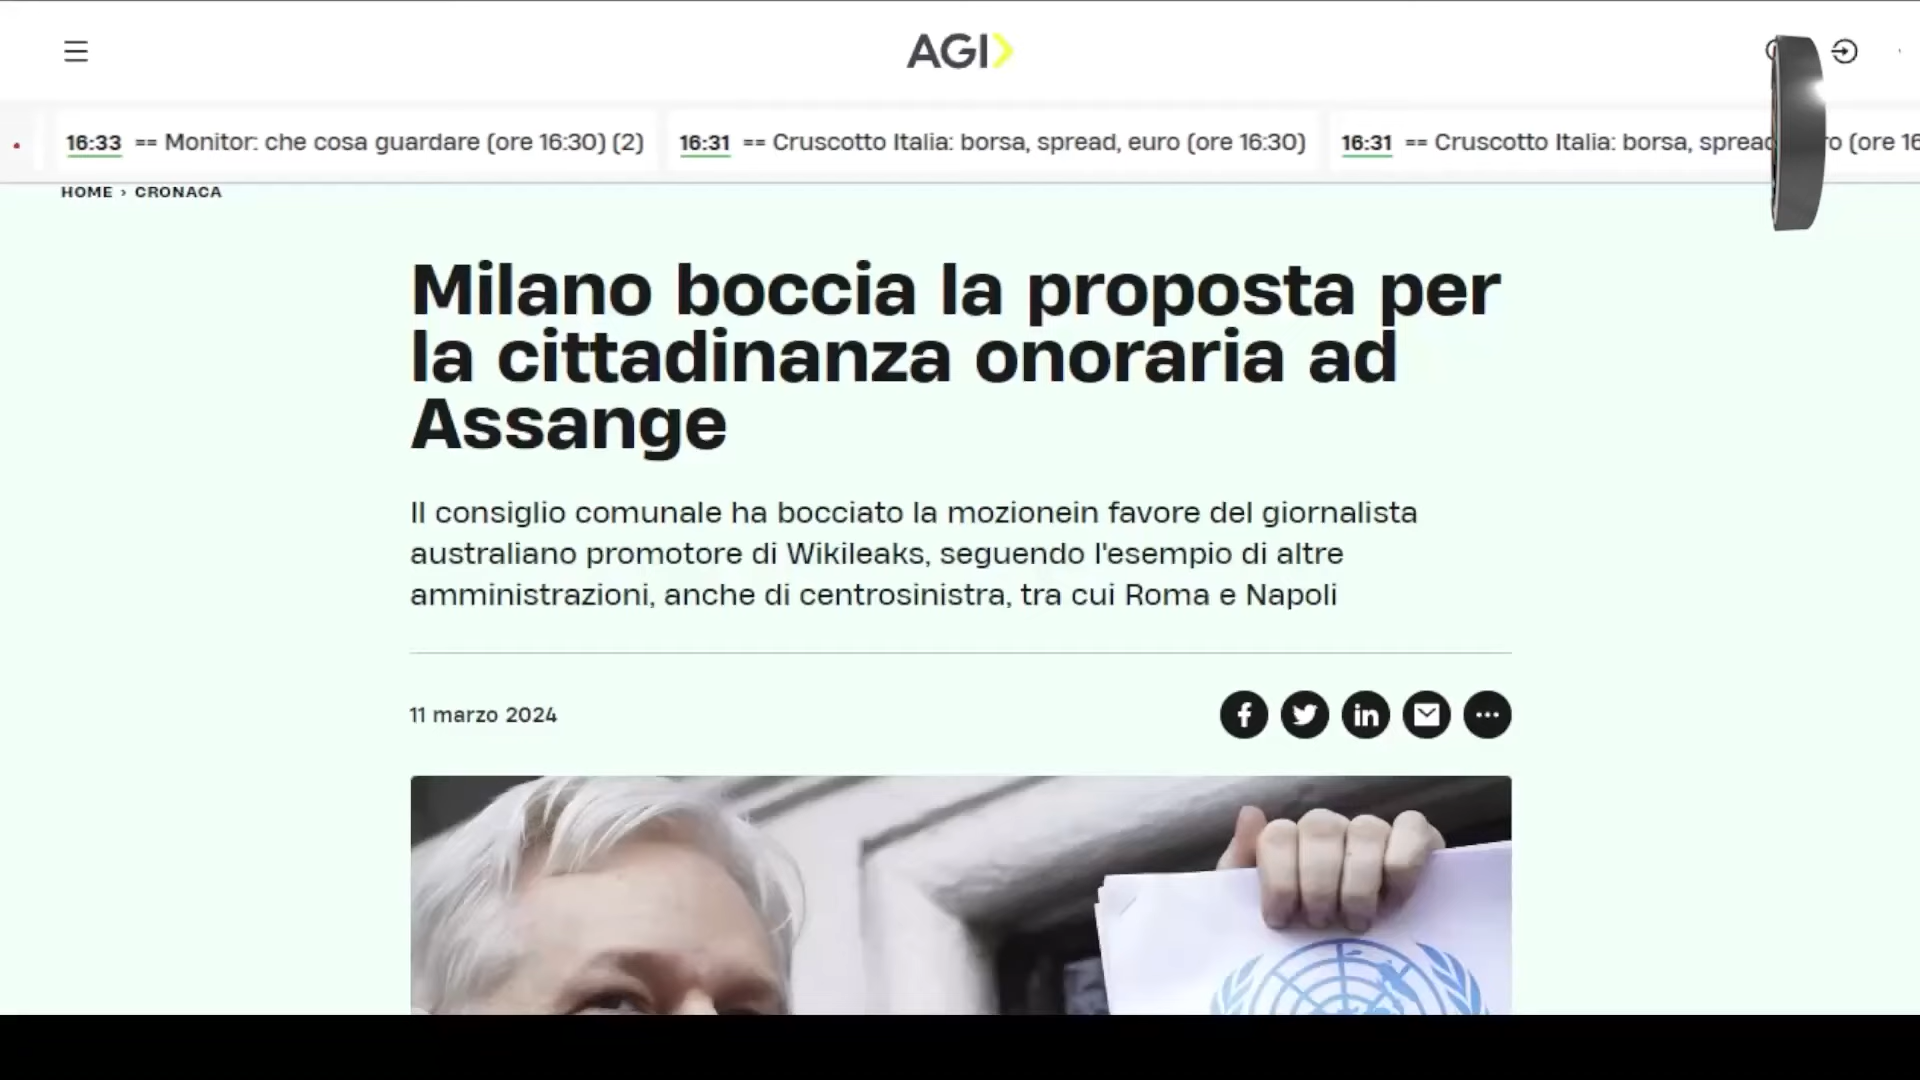 AGI
16:33 == Monitor: che cosa guardare (ore 16:30) (2)
16:31 == Cruscotto Italia: borsa, spread, euro (ore 16:30)
16:31 == Cruscotto Italia: borsa, (ore
HOME › CRONACA
Milano boccia la proposta per
la cittadinanza onoraria ad
Assange
Il consiglio comunale ha bocciato la mozionein favore del giornalista
australiano promotore di Wikileaks, seguendo l'esempio di altre
amministrazioni, anche di centrosinistra, tra cui Roma e Napoli
11 marzo 2024